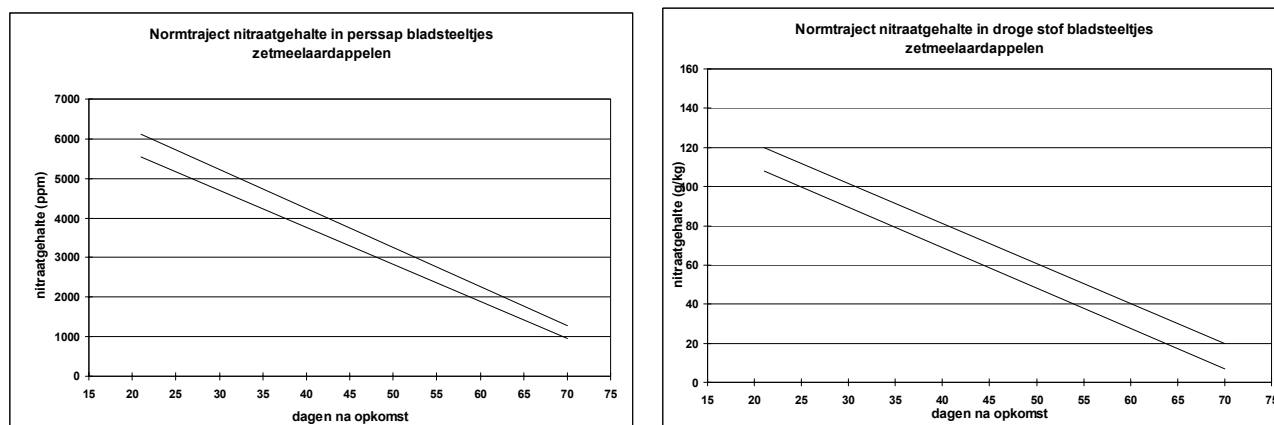 Normtraject nitraatgehalte in perssap bladsteeltjes
zetmeelaardappelen
nitraatgehalte (ppm)
7000
6000
5000
4000
3000
2000
1000
0
15 20 25 30 35 40 45 50 55 60 65 70 75
dagen na opkomst
Normtraject nitraatgehalte in droge stof bladsteeltjes
zetmeelaardappelen
nitraatgehalte (g/kg)
160
140
120
100
80
60
40
20
0
15 20 25 30 35 40 45 50 55 60 65 70 75
dagen na opkomst